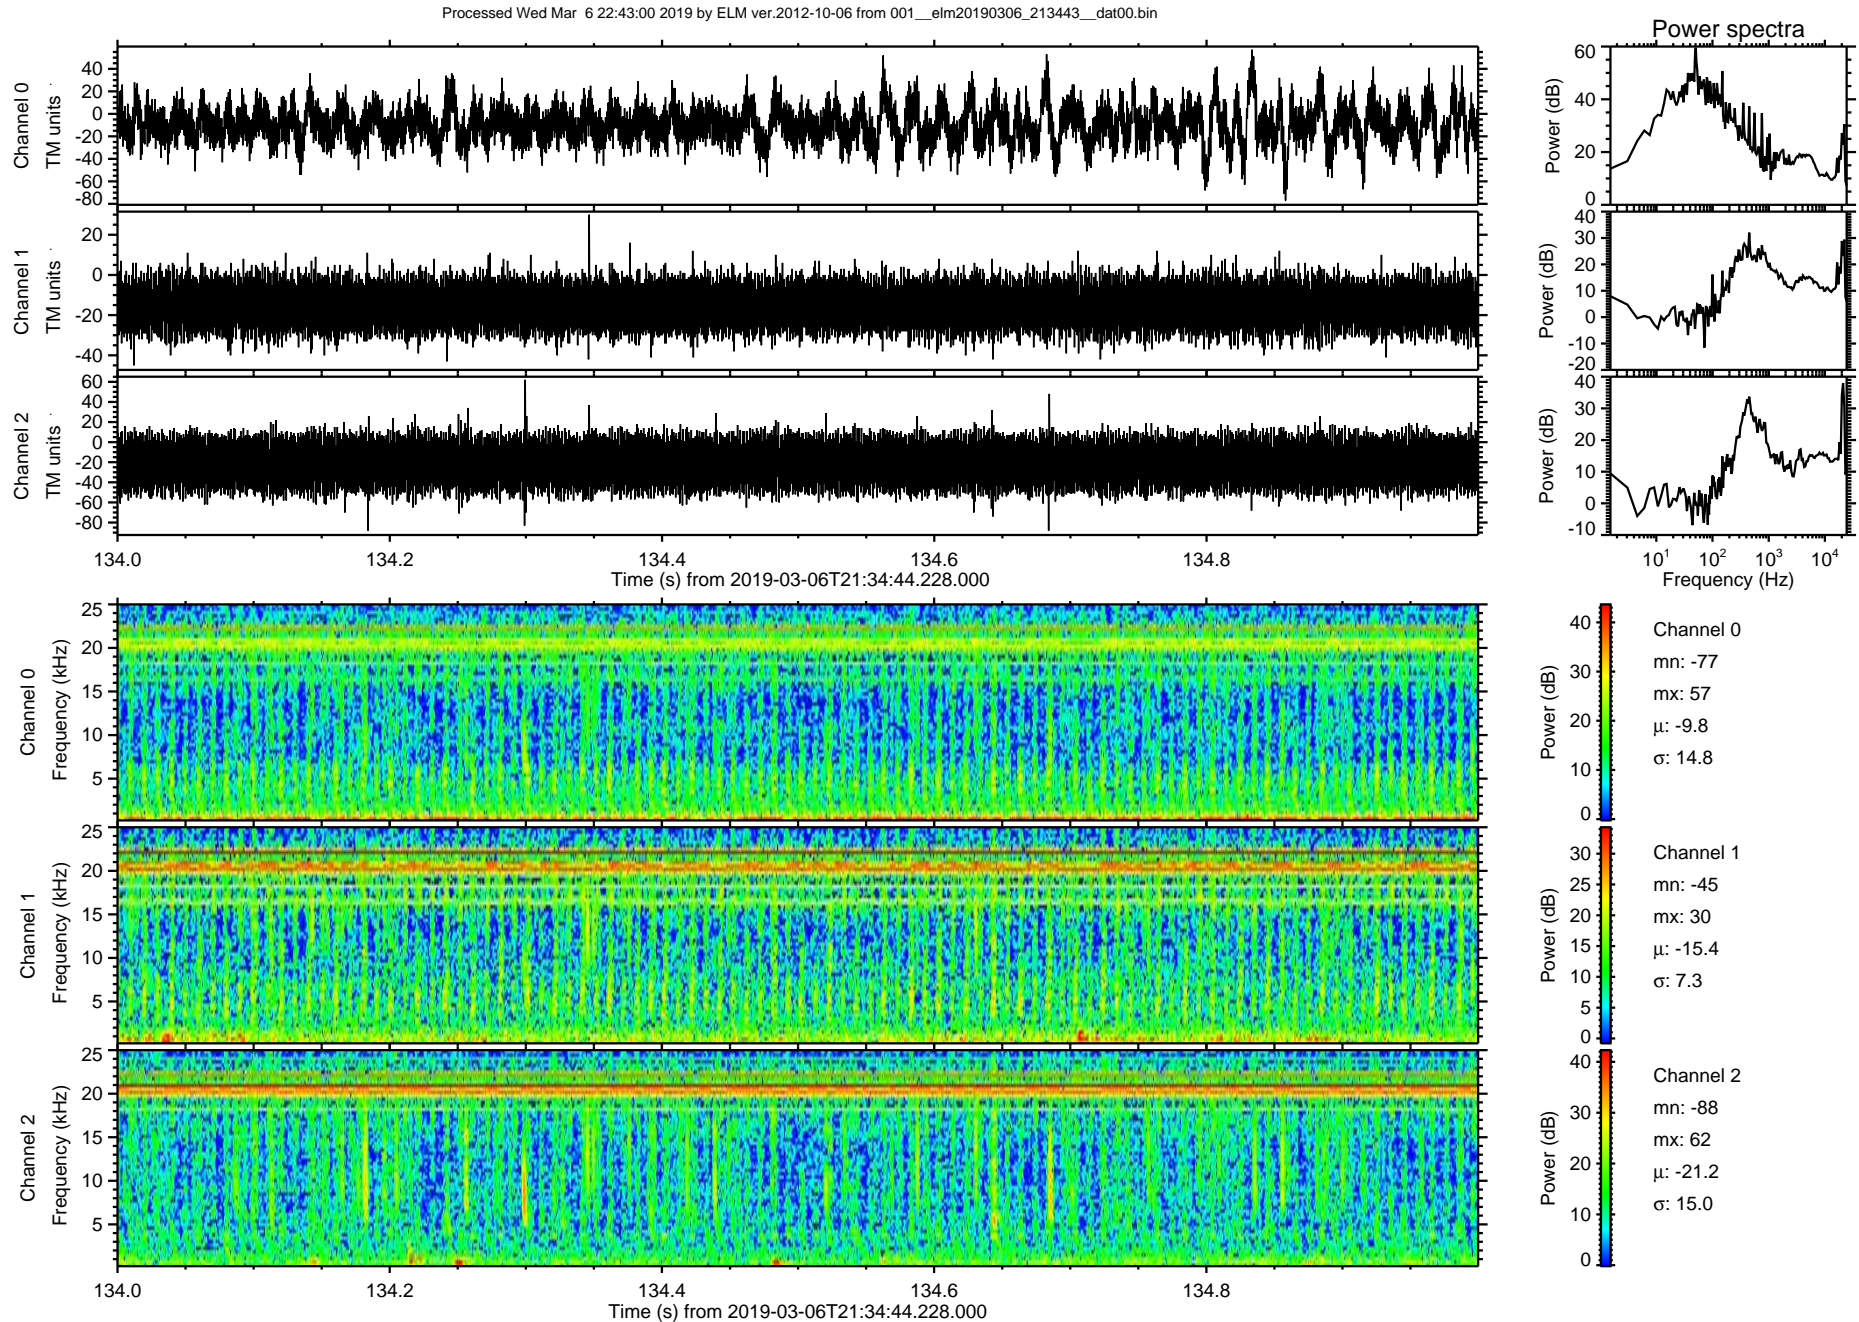 Processed Wed Mar  6 22:43:00 2019 by ELM ver.2012-10-06 from 001__elm20190306_213443__dat00.bin
Power spectra
Channel 0
TM units
40
20
0
-20
-40
-60
-80
Power (dB)
60
40
20
0
Channel 1
TM units
20
0
-20
-40
Power (dB)
40
30
20
10
0
-10
-20
Channel 2
TM units
60
40
20
0
-20
-40
-60
-80
Power (dB)
40
30
20
10
0
-10
134.0 134.2 134.4 134.6 134.8
Time (s) from 2019-03-06T21:34:44.228.000
10^1 10^2 10^3 10^4
Frequency (Hz)
Channel 0
Frequency (kHz)
25
20
15
10
5
Power (dB)
40
30
20
10
0
Channel 0
mn: -77
mx: 57
μ: -9.8
σ: 14.8
Channel 1
Frequency (kHz)
25
20
15
10
5
Power (dB)
30
25
20
15
10
5
0
Channel 1
mn: -45
mx: 30
μ: -15.4
σ: 7.3
Channel 2
Frequency (kHz)
25
20
15
10
5
Power (dB)
40
30
20
10
0
Channel 2
mn: -88
mx: 62
μ: -21.2
σ: 15.0
134.0 134.2 134.4 134.6 134.8
Time (s) from 2019-03-06T21:34:44.228.000